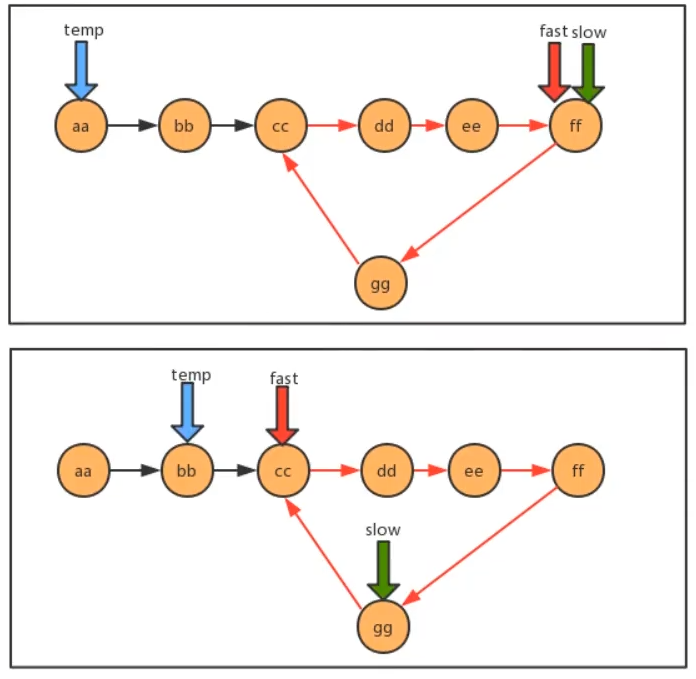 temp
fast slow
aa bb cc dd ee ff
gg
temp fast
aa bb cc dd ee ff
slow
gg